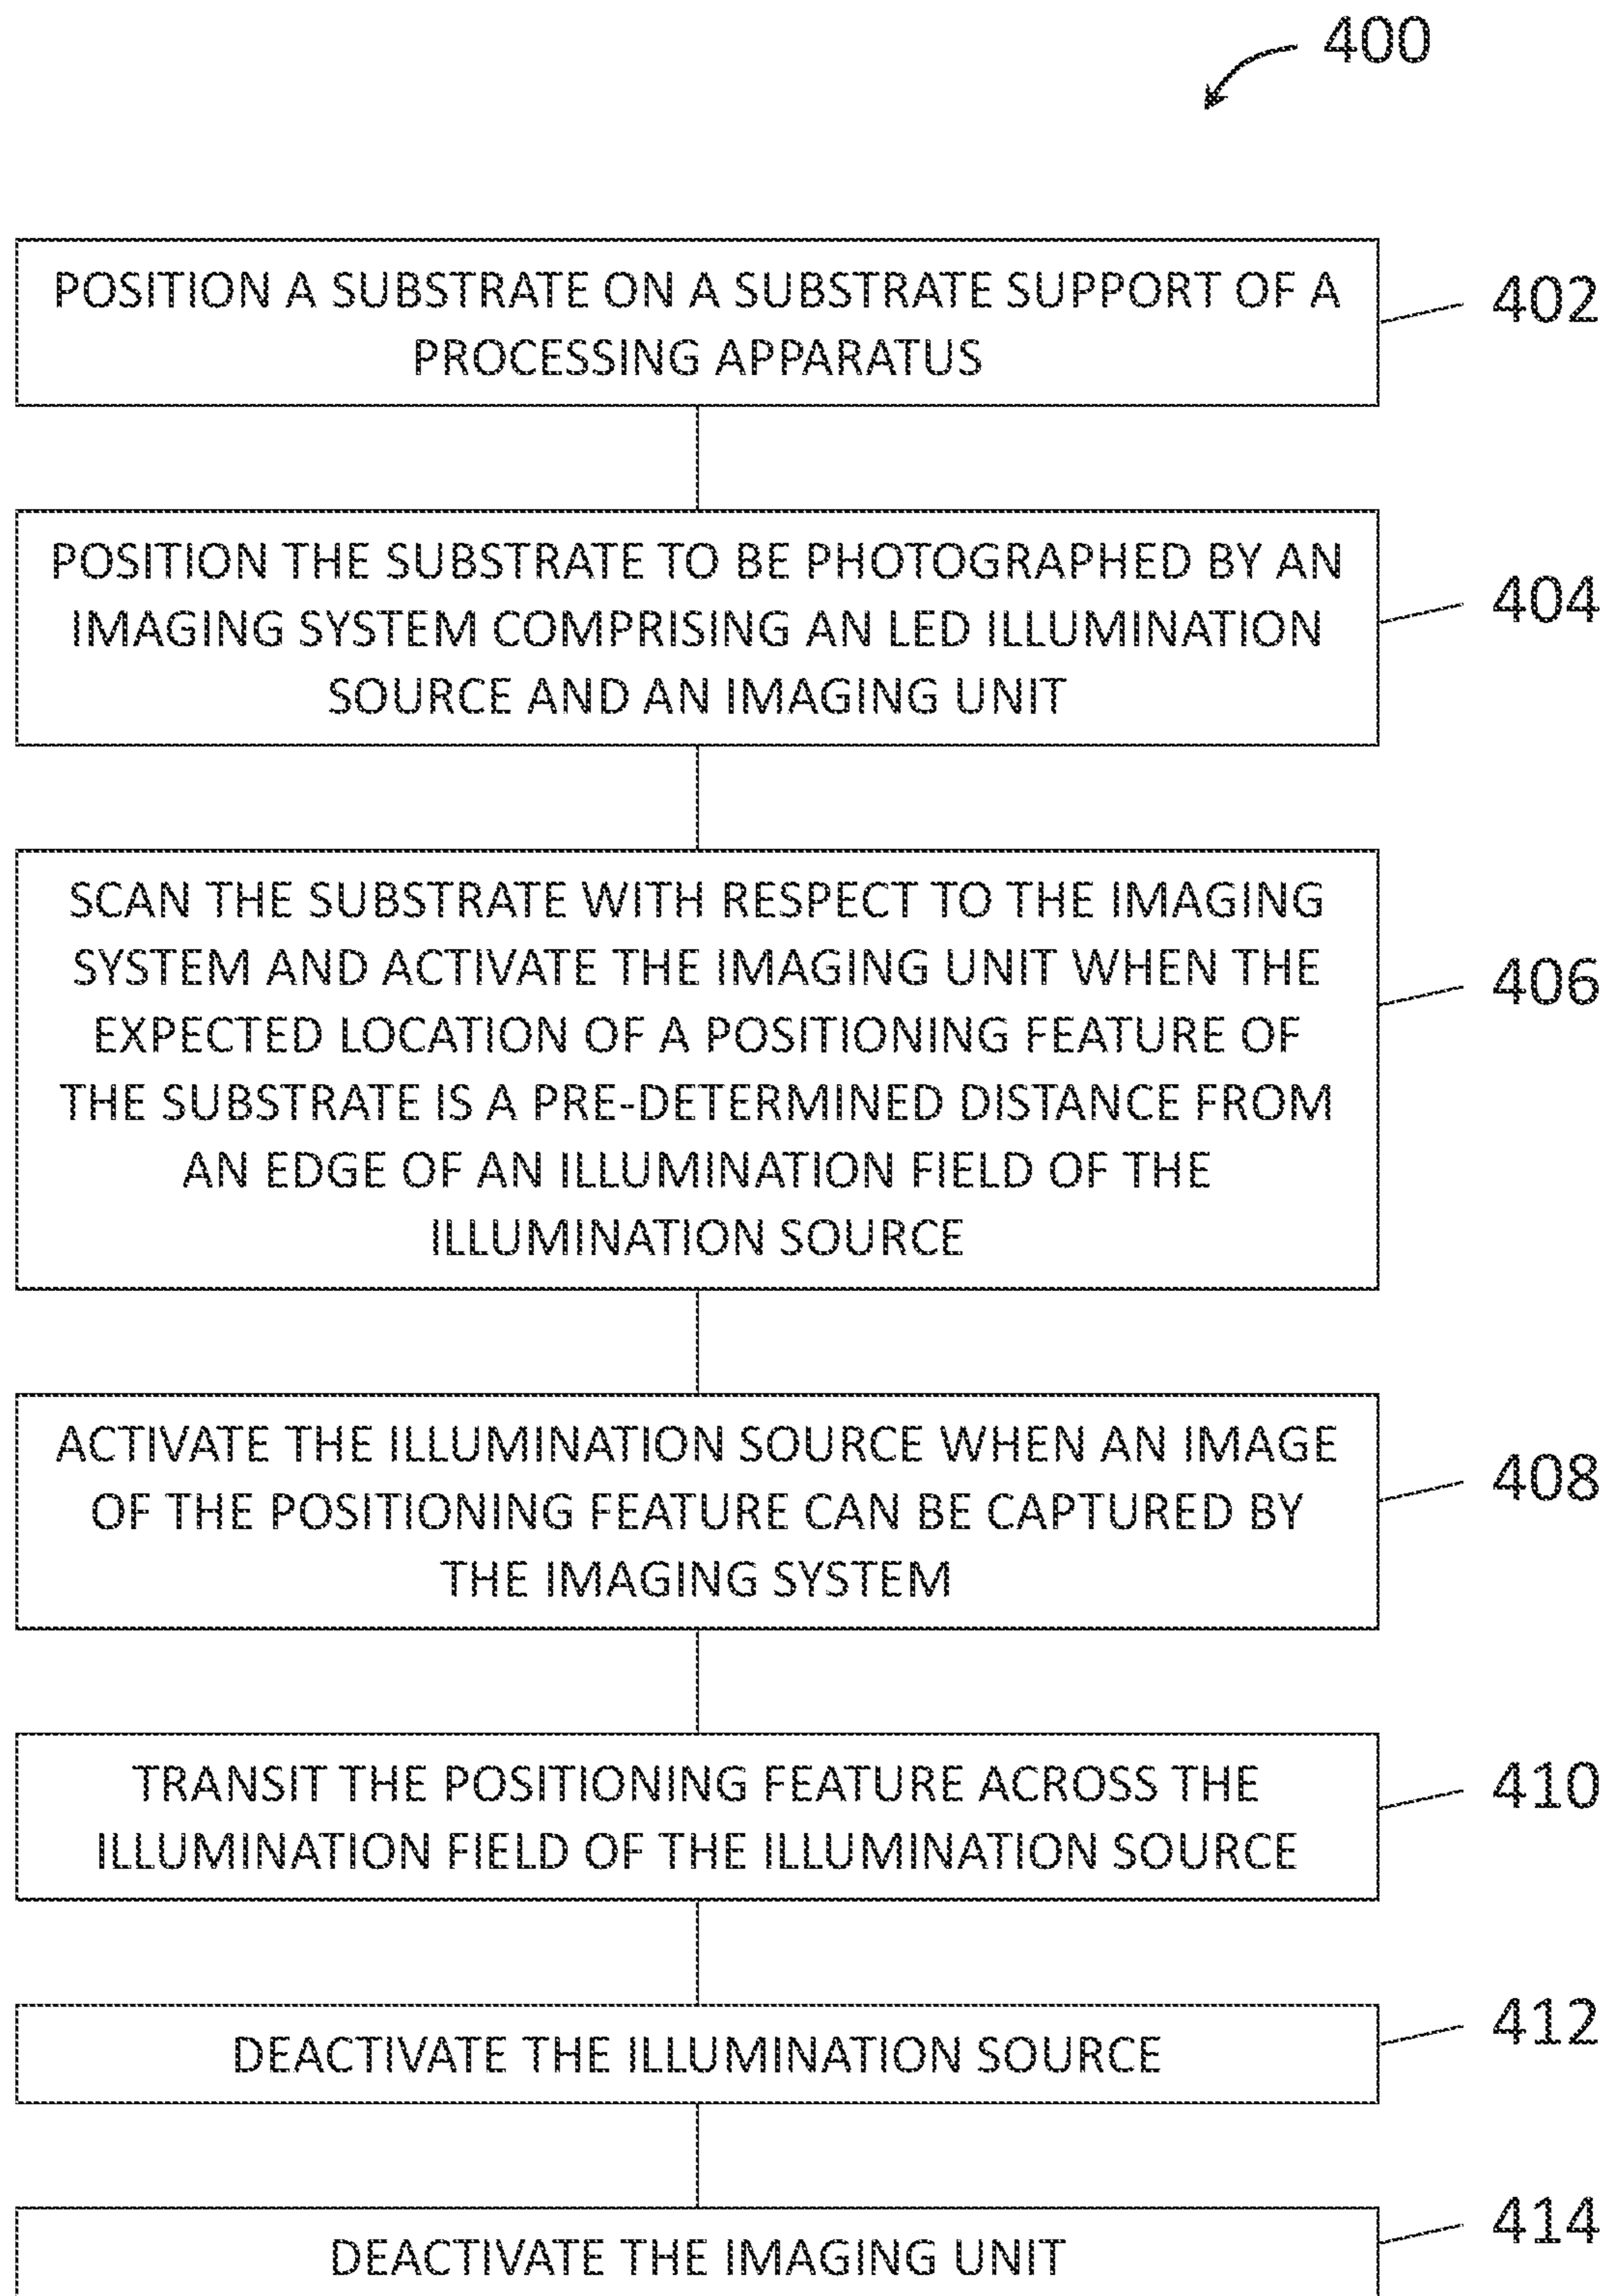 400
POSITION A SUBSTRATE ON A SUBSTRATE SUPPORT OF A
PROCESSING APPARATUS
402
POSITION THE SUBSTRATE TO BE PHOTOGRAPHED BY AN
IMAGING SYSTEM COMPRISING AN LED ILLUMINATION
SOURCE AND AN IMAGING UNIT
404
SCAN THE SUBSTRATE WITH RESPECT TO THE IMAGING
SYSTEM AND ACTIVATE THE IMAGING UNIT WHEN THE
EXPECTED LOCATION OF A POSITIONING FEATURE OF
THE SUBSTRATE IS A PRE-DETERMINED DISTANCE FROM
AN EDGE OF AN ILLUMINATION FIELD OF THE
ILLUMINATION SOURCE
406
ACTIVATE THE ILLUMINATION SOURCE WHEN AN IMAGE
OF THE POSITIONING FEATURE CAN BE CAPTURED BY
THE IMAGING SYSTEM
408
TRANSIT THE POSITIONING FEATURE ACROSS THE
ILLUMINATION FIELD OF THE ILLUMINATION SOURCE
410
DEACTIVATE THE ILLUMINATION SOURCE
412
DEACTIVATE THE IMAGING UNIT
414